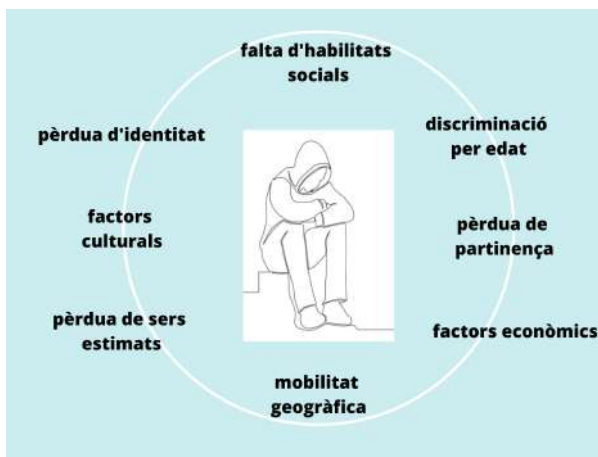 falta d'habilitats
socials
discriminació
per edat
pèrdua d'identitat
factors
culturals
pèrdua de
partinença
pèrdua de sers
estimats
factors econòmics
mobilitat
geogràfica